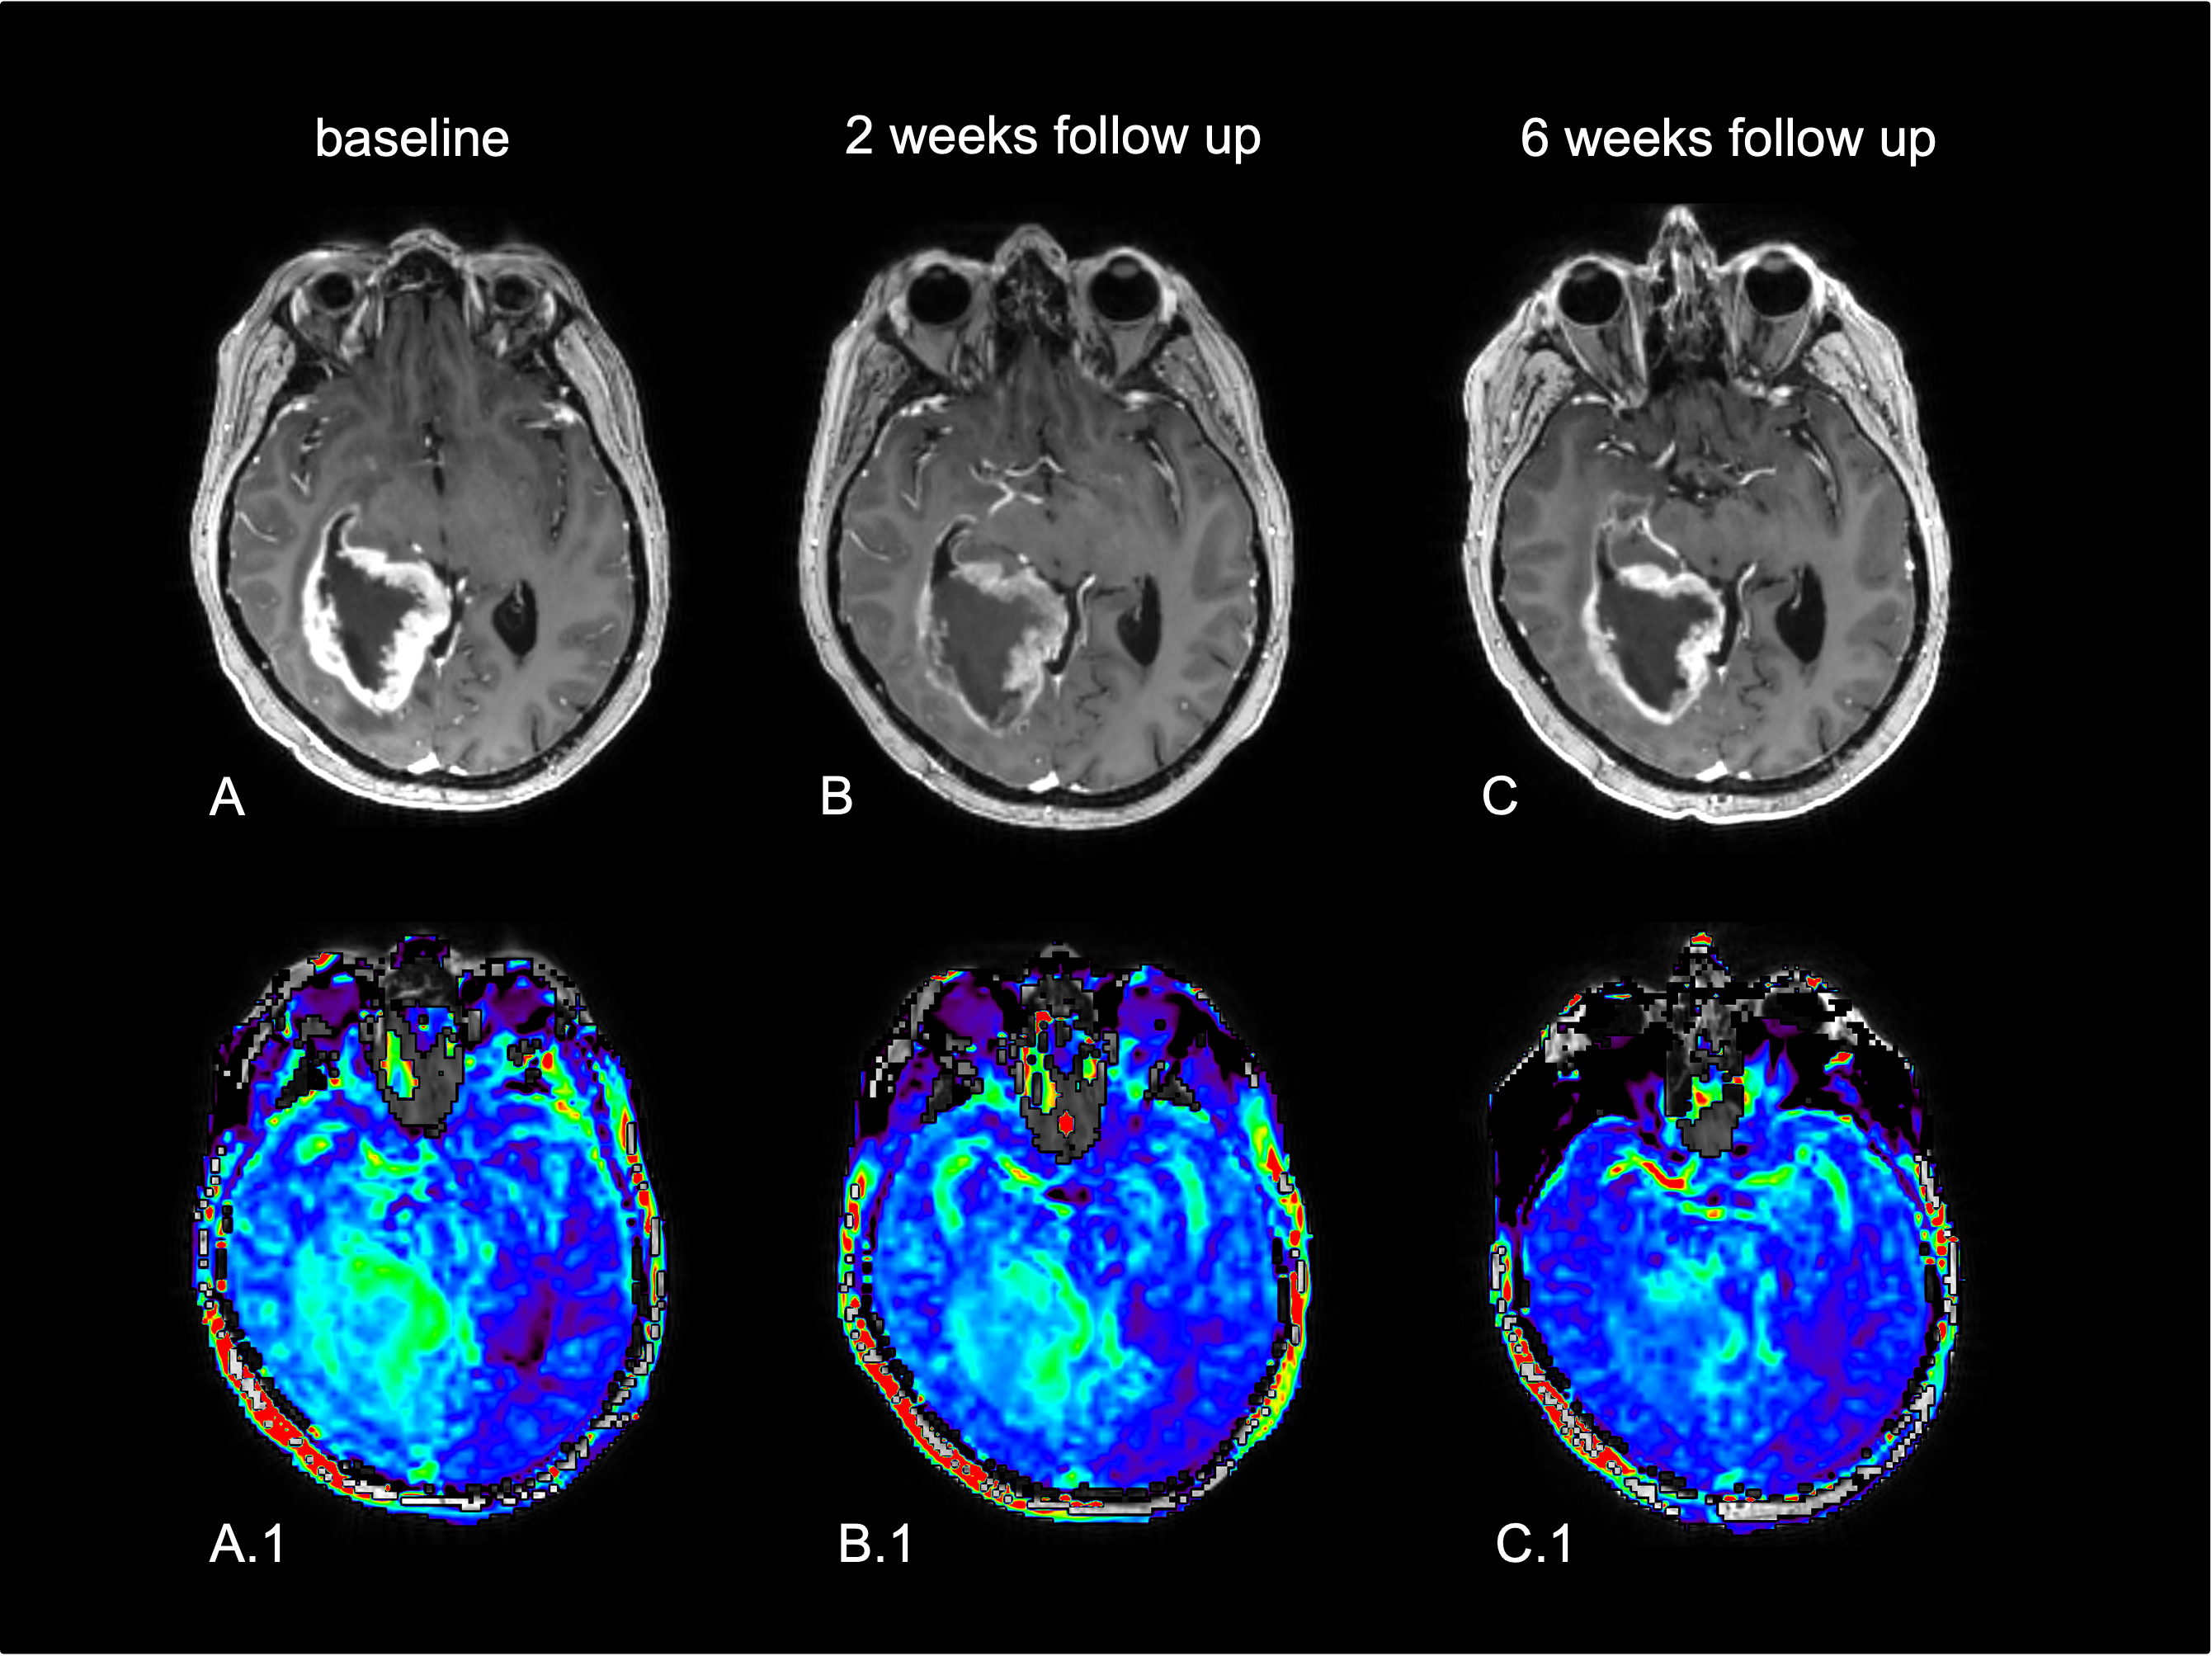 baseline
2 weeks follow up
6 weeks follow up
A
B
C
A.1
B.1
C.1